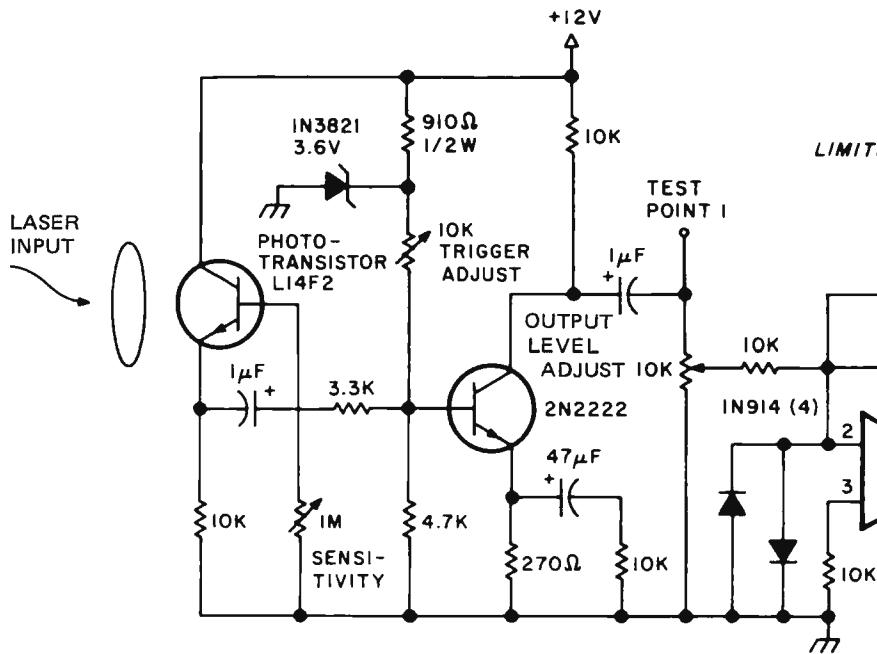 +12V
1N3821
3.6V
910Ω
1/2W
10K
LIMIT
LASER
INPUT
PHOTO-
TRANSISTOR
L14F2
10K
TRIGGER
ADJUST
TEST
POINT 1
1µF
+
OUTPUT
LEVEL
ADJUST
10K
10K
1µF
+
3.3K
2N2222
1N914 (4)
2
3
47µF
+
10K
1M
SENSI-
TIVITY
4.7K
270Ω
10K
10K